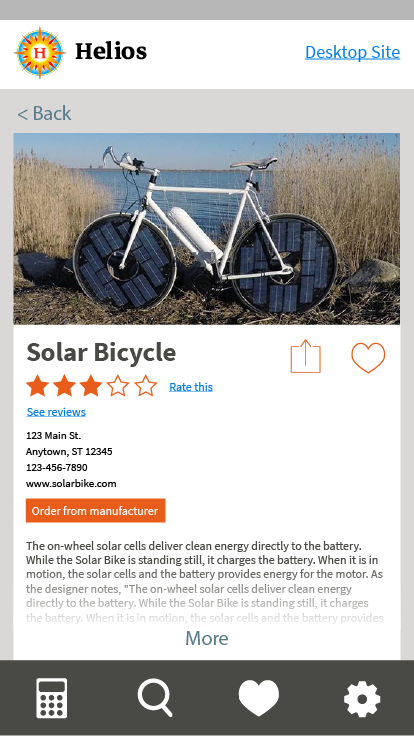 H
Helios
Desktop Site
< Back
Solar Bicycle
Rate this
See reviews
123 Main St.
Anytown, ST 12345
123-456-7890
www.solarbike.com
Order from manufacturer
The on-wheel solar cells deliver clean energy directly to the battery.
While the Solar Bike is standing still, it charges the battery. When it is in
motion, the solar cells and the battery provides energy for the motor. As
the designer notes, "The on-wheel solar cells deliver clean energy
directly to the battery. While the Solar Bike is standing still, it charges
the battery. When it is in motion, the solar cells and the battery provides
More